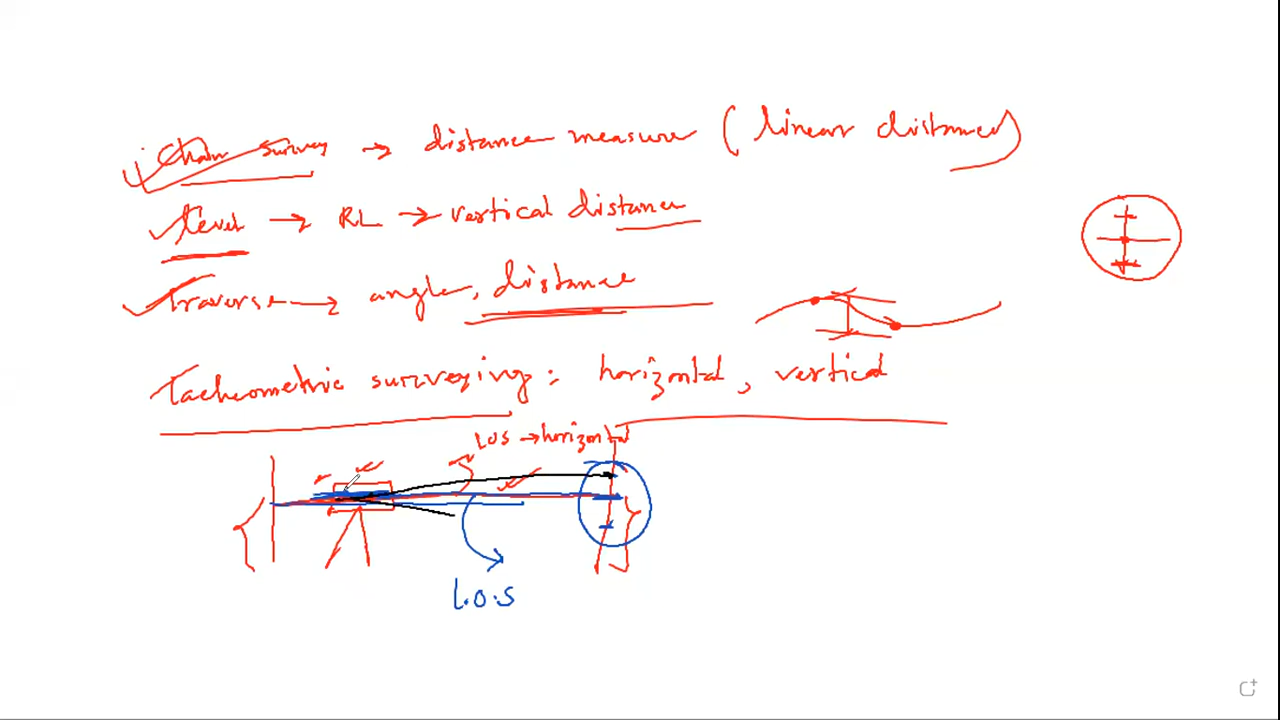 Chain survey → distance measure (linear distance)
level → RL → vertical distance
Traverse → angle, distance
Tacheometric surveying : horizontal, vertical
LOS → horizontal
L.O.S